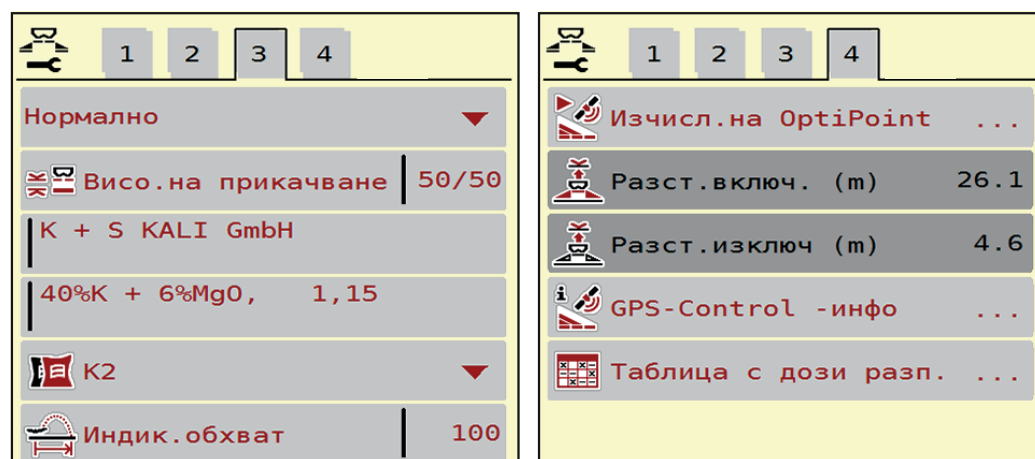 1 2 3 4
Нормално
Висо.на прикачване 50/50
K + S KALI GmbH
40%K + 6%MgO, 1,15
K2
Индик.обхват 100
1 2 3 4
Изчисл.на OptiPoint ...
Разст.включ. (m) 26.1
Разст.изключ (m) 4.6
i
GPS-Control -инфо ...
Таблица с дози разп. ...